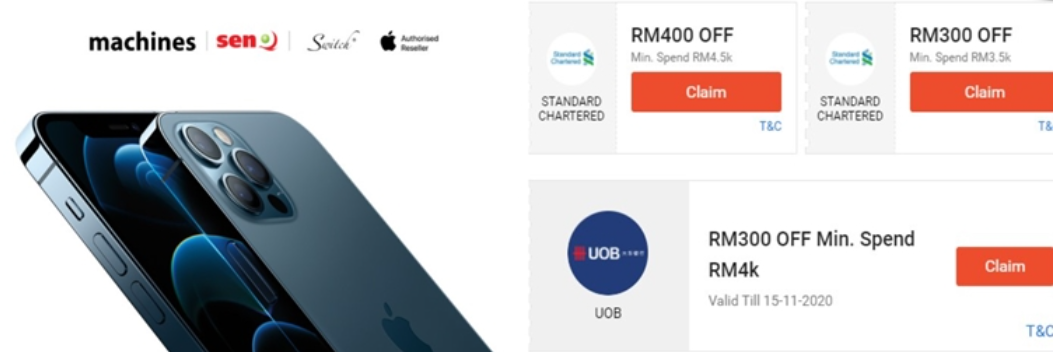 machines
senQ
Switch
Authorised
Reseller
Standard
Chartered
STANDARD
CHARTERED
RM400 OFF
Min. Spend RM4.5k
Claim
T&C
Standard
Chartered
STANDARD
CHARTERED
RM300 OFF
Min. Spend RM3.5k
Claim
T&
UOB
UOB
RM300 OFF Min. Spend
RM4k
Valid Till 15-11-2020
Claim
T&C